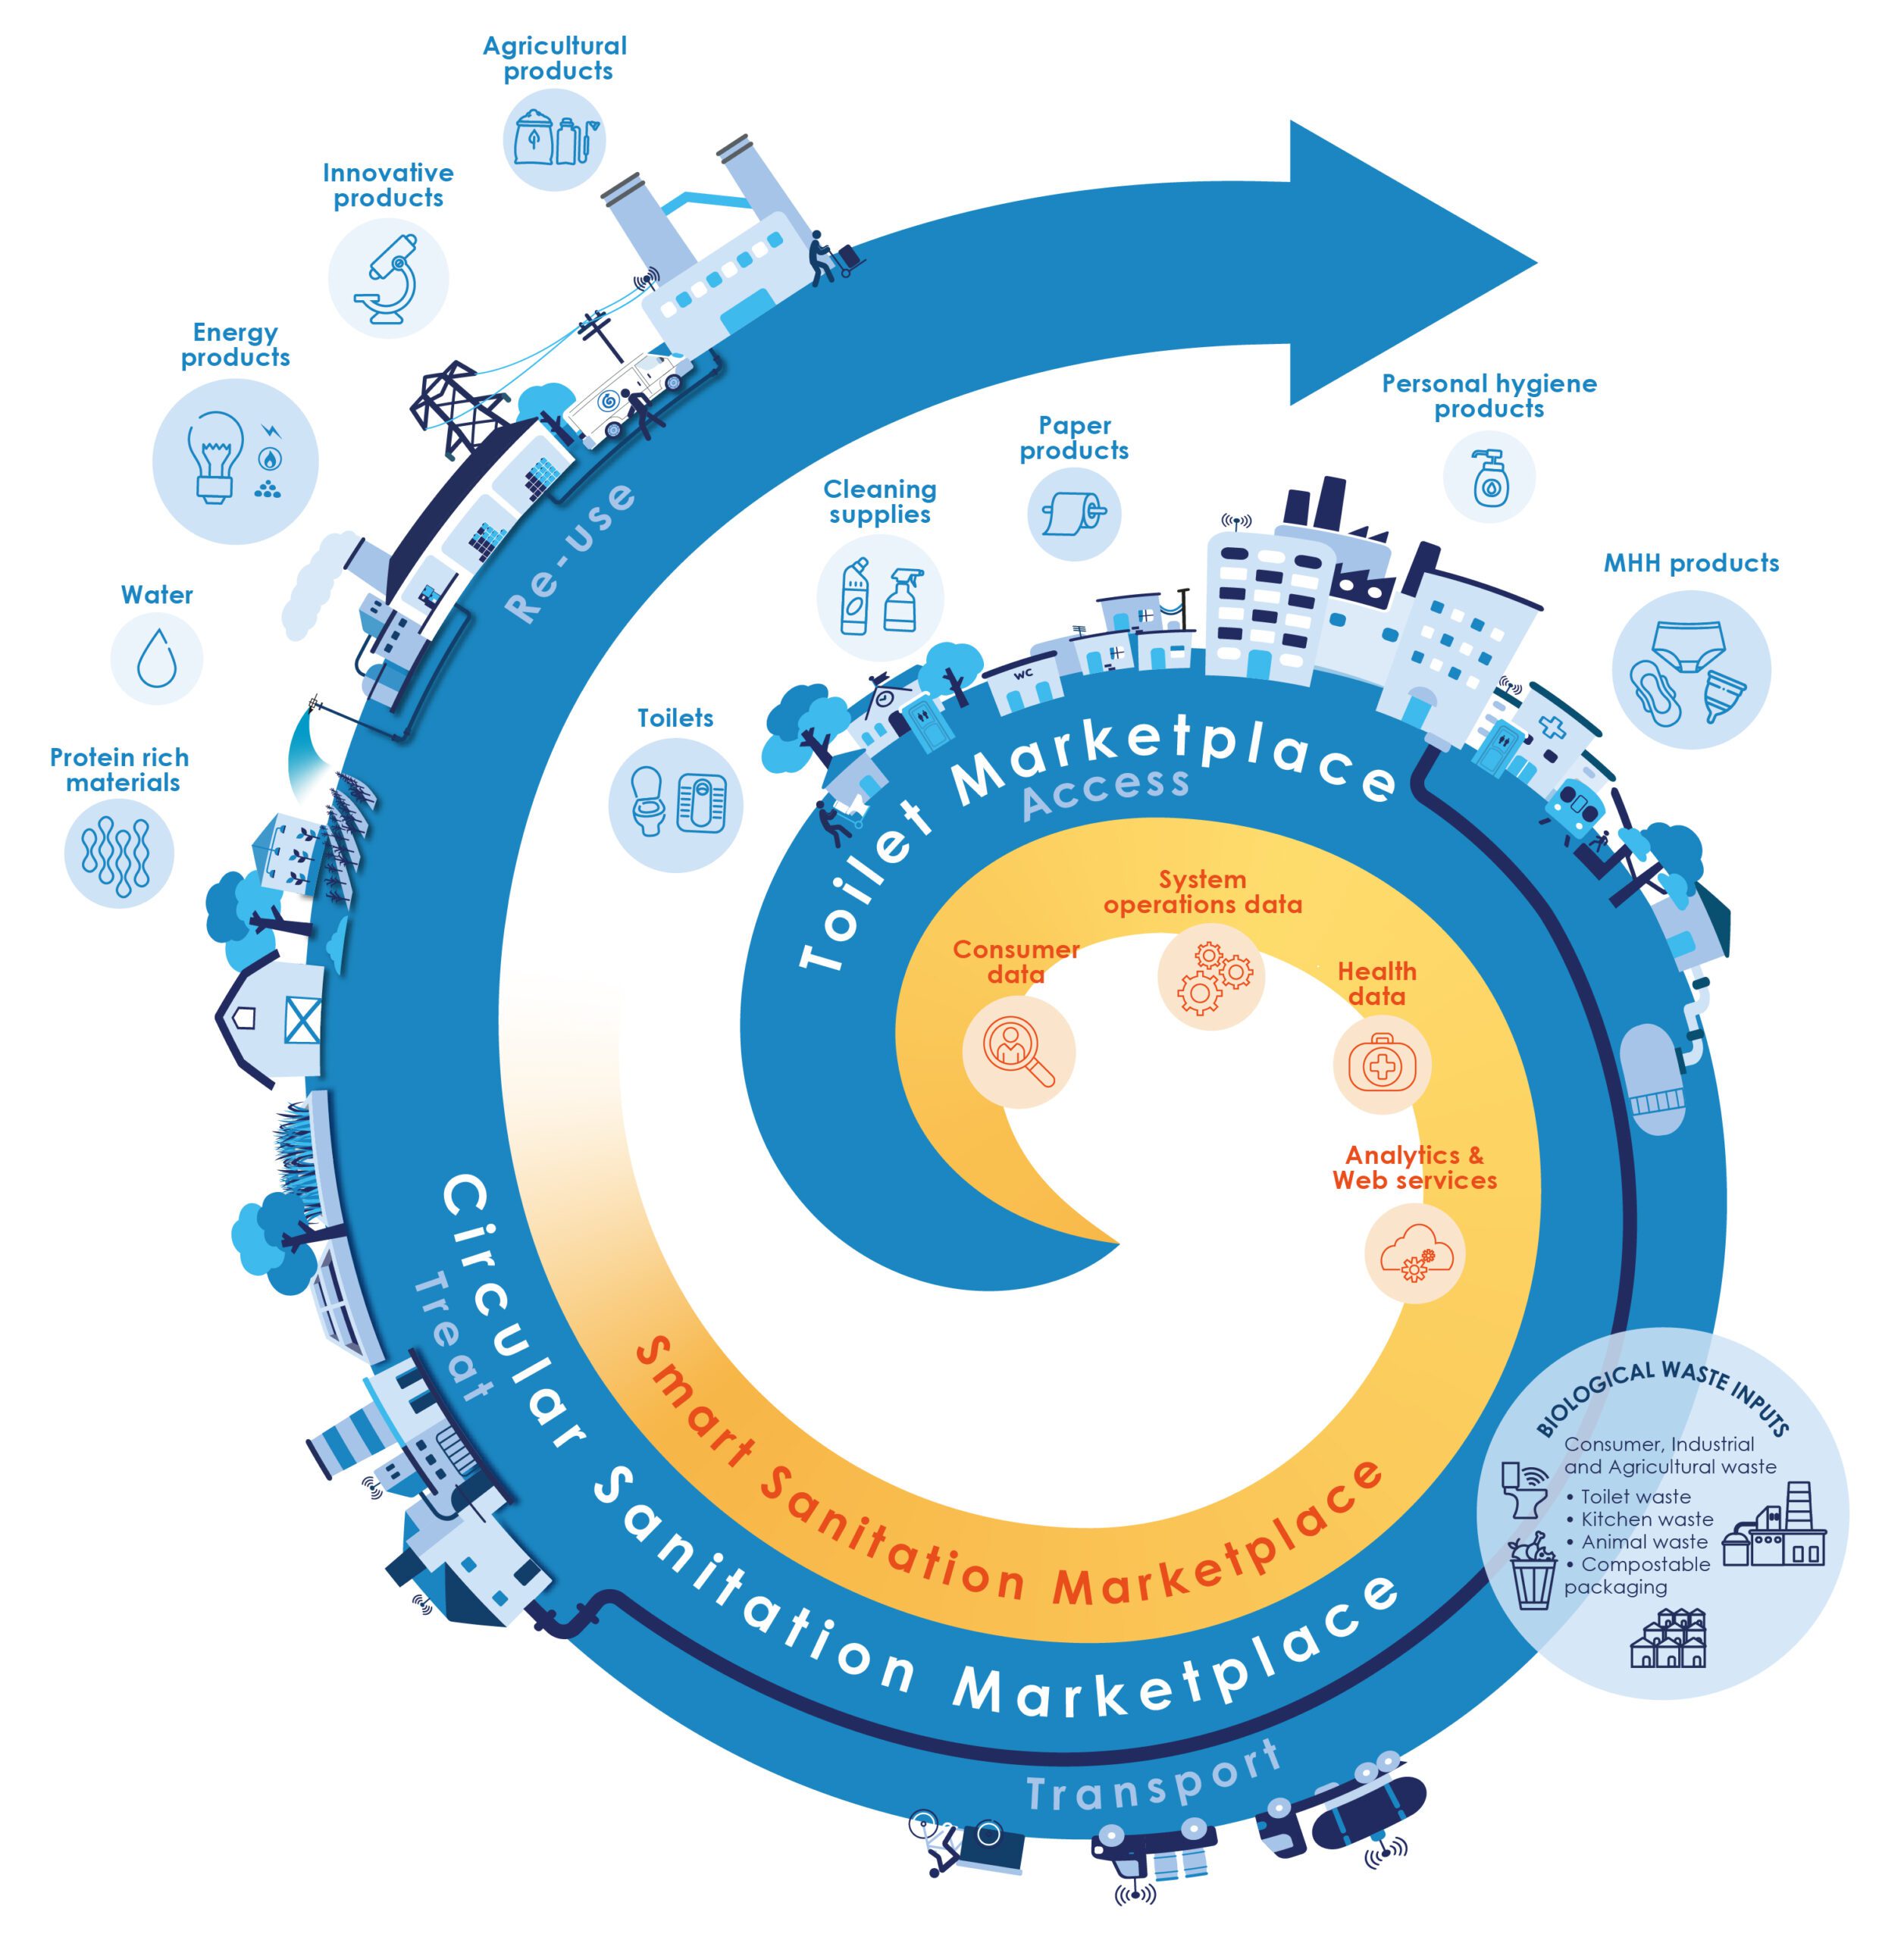 Agricultural
products
Innovative
products
Energy
products
Water
Protein rich
materials
Re-use
Toilets
Cleaning
supplies
Paper
products
Personal hygiene
products
MHH products
WC
Toilet Marketplace
Access
System
operations data
Consumer
data
Health
data
Analytics &
Web services
Smart Sanitation Marketplace
Circular Sanitation Marketplace
Treat
Transport
BIOLOGICAL WASTE INPUTS
Consumer, Industrial
and Agricultural waste
• Toilet waste
• Kitchen waste
• Animal waste
• Compostable
packaging